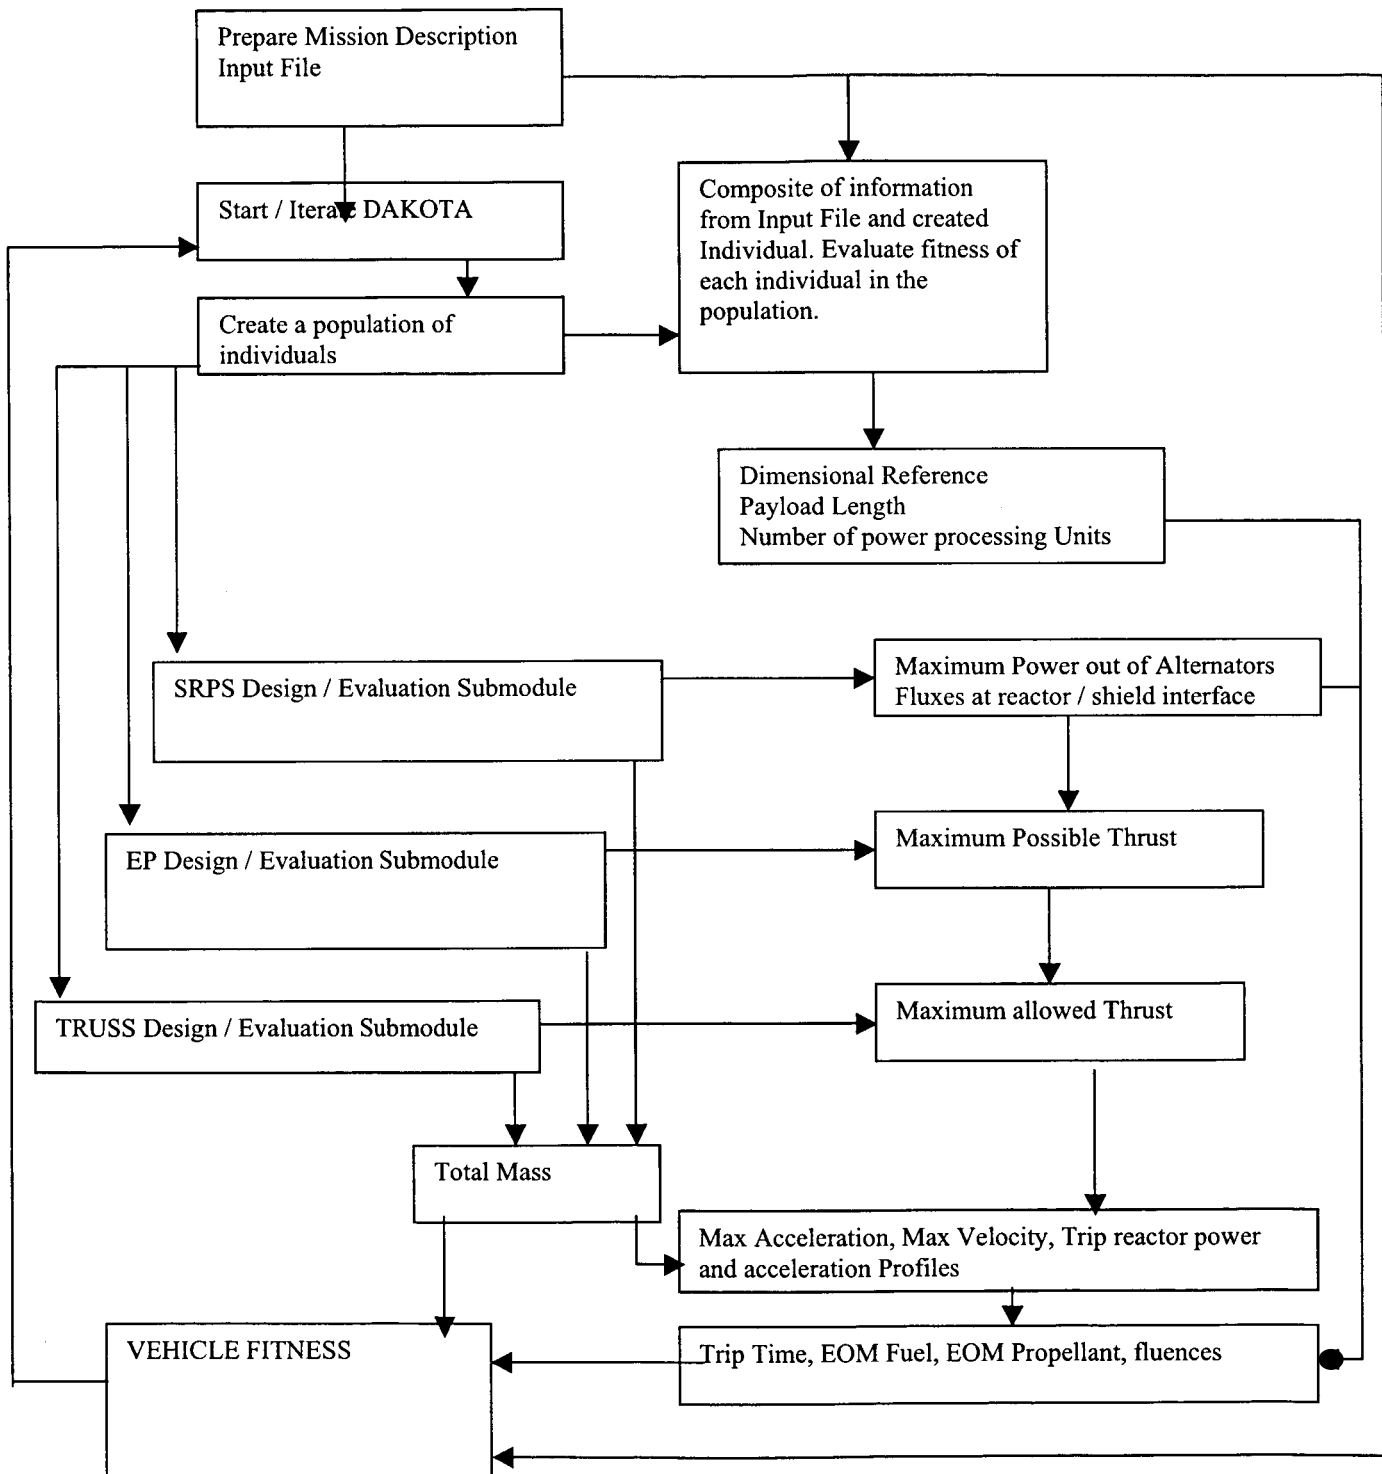 Prepare Mission Description
Input File
Start / Iterate DAKOTA
Composite of information
from Input File and created
Individual. Evaluate fitness of
each individual in the
population.
Create a population of
individuals
Dimensional Reference
Payload Length
Number of power processing Units
SRPS Design / Evaluation Submodule
Maximum Power out of Alternators
Fluxes at reactor / shield interface
EP Design / Evaluation Submodule
Maximum Possible Thrust
TRUSS Design / Evaluation Submodule
Maximum allowed Thrust
Total Mass
Max Acceleration, Max Velocity, Trip reactor power
and acceleration Profiles
VEHICLE FITNESS
Trip Time, EOM Fuel, EOM Propellant, fluences